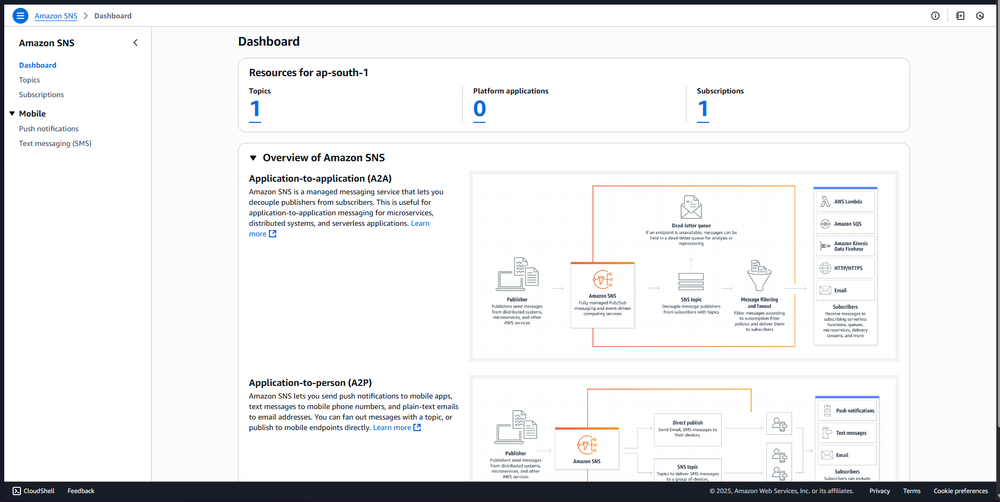 Amazon SNS
Dashboard
Amazon SNS
Dashboard
Topics
Subscriptions
Mobile
Push notifications
Text messaging (SMS)
Dashboard
Resources for ap-south-1
Topics
1
Platform applications
0
Subscriptions
1
Overview of Amazon SNS
Application-to-application (A2A)
Amazon SNS is a managed messaging service that lets you
decouple publishers from subscribers. This is useful for
application-to-application messaging for microservices,
distributed systems, and serverless applications. Learn
more
Publisher
Publishers send messages
from distributed systems,
microservices, and other
AWS services
Amazon SNS
Fully managed Pub/Sub
messaging and event-driven
computing services
Dead-letter queue
If an endpoint is unavailable, messages can be
held in a dead-letter queue for analysis or
reprocessing
SNS topic
Decouple message publishers
from subscribers with topics
Message filtering
and fanout
Filter messages according
to subscription filter
policies and deliver them
to subscribers
AWS Lambda
Amazon SQS
Amazon Kinesis
Data Firehose
HTTP/HTTPS
Email
Subscribers
Receive messages in
subscribing serverless
functions, queues,
microservices, delivery
streams, and more
Application-to-person (A2P)
Amazon SNS lets you send push notifications to mobile apps,
text messages to mobile phone numbers, and plain-text emails
to email addresses. You can fan out messages with a topic, or
publish to mobile endpoints directly. Learn more
Publisher
Publishers send messages
from distributed systems,
microservices, and other
AWS services
Amazon SNS
Direct publish
Send Email, SMS messages to
their devices.
SNS topic
Topics to deliver SMS messages
to a group of devices.
Push notifications
Text messages
Email
Subscribers
Subscribers can include
CloudShell
Feedback
© 2025, Amazon Web Services, Inc. or its affiliates.
Privacy
Terms
Cookie preferences